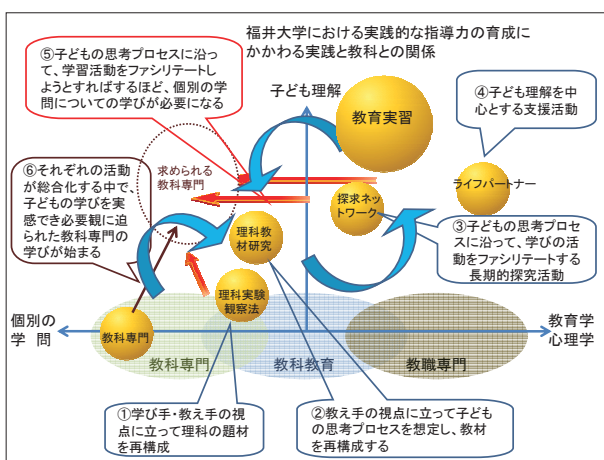 福井大学における実践的な指導力の育成に
かかわる実践と教科との関係
⑤子どもの思考プロセスに沿っ
て、学習活動をファシリテートし
ようとすればするほど、個別の学
問についての学びが必要になる
子ども理解
教育実習
④子ども理解を中
心とする支援活動
⑥それぞれの活動
が総合化する中で、
子どもの学びを実
感でき必要観に迫
られた教科専門の
学びが始まる
求められる
教科専門
ライフパートナー
探求ネッ
トワーク
理科教
材研究
③子どもの思考プロセ
スに沿って、学びの活
動をファシリテートする
長期的探究活動
理科実験
観察法
個別の
学 問
教科専門
教育学
心理学
教科専門
教科教育
教職専門
①学び手・教え手の視
点に立って理科の題材
を再構成
②教え手の視点に立って子ども
の思考プロセスを想定し、教材
を再構成する